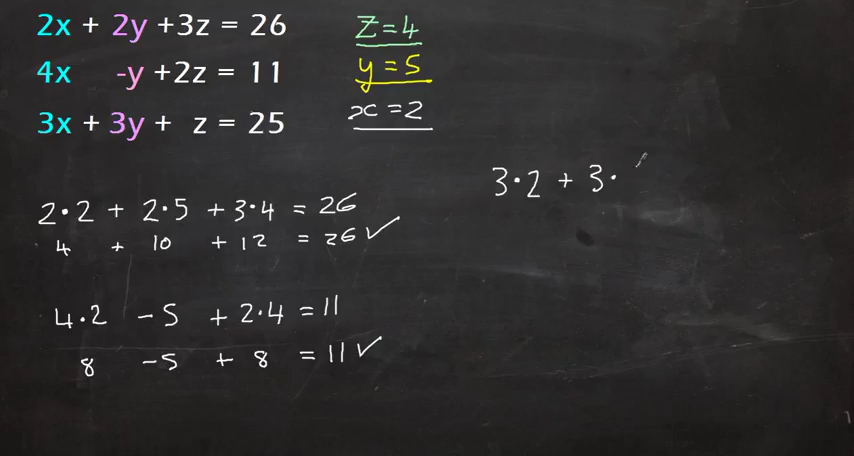 2x + 2y +3z = 26
4x -y +2z = 11
3x + 3y + z = 25
z=4
y=5
x=2
2·2 + 2·5 +3·4 = 26
4 + 10 +12 = 26 ✓
4·2 -5 +2·4 =11
8 -5 + 8 = 11 ✓
3·2 + 3·